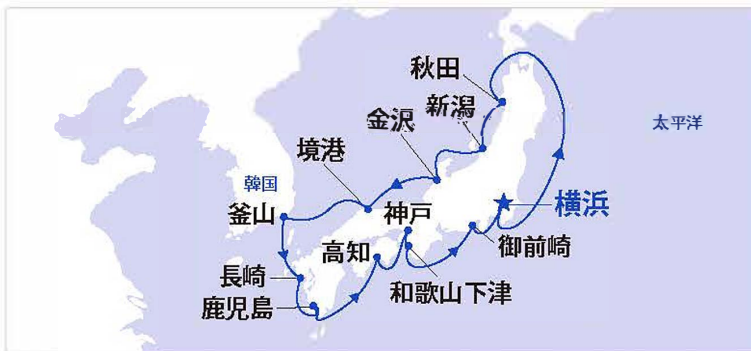 秋田
新潟
金沢
太平洋
境港
韓国
釜山
神戸
横浜
高知
御前崎
長崎
和歌山下津
鹿児島